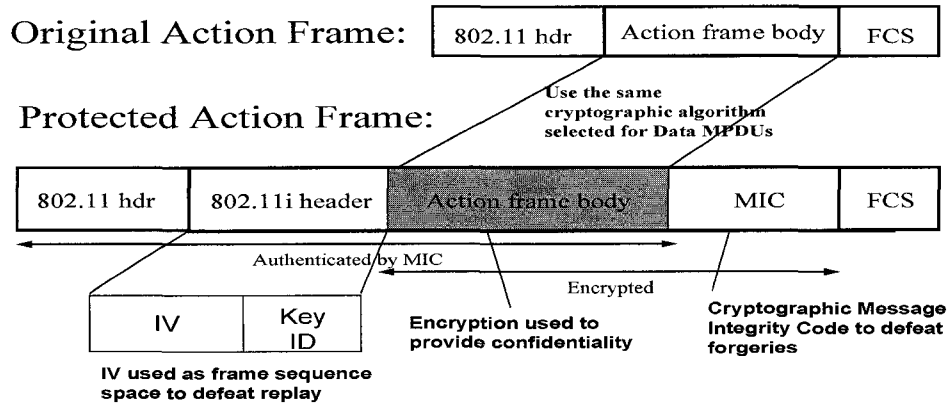 Original Action Frame:
802.11 hdr
Action frame body
FCS
Use the same
cryptographic algorithm
selected for Data MPDUs
Protected Action Frame:
802.11 hdr
802.11i header
Action frame body
MIC
FCS
Authenticated by MIC
Encrypted
IV
Key
ID
Encryption used to
provide confidentiality
Cryptographic Message
Integrity Code to defeat
forgeries
IV used as frame sequence
space to defeat replay